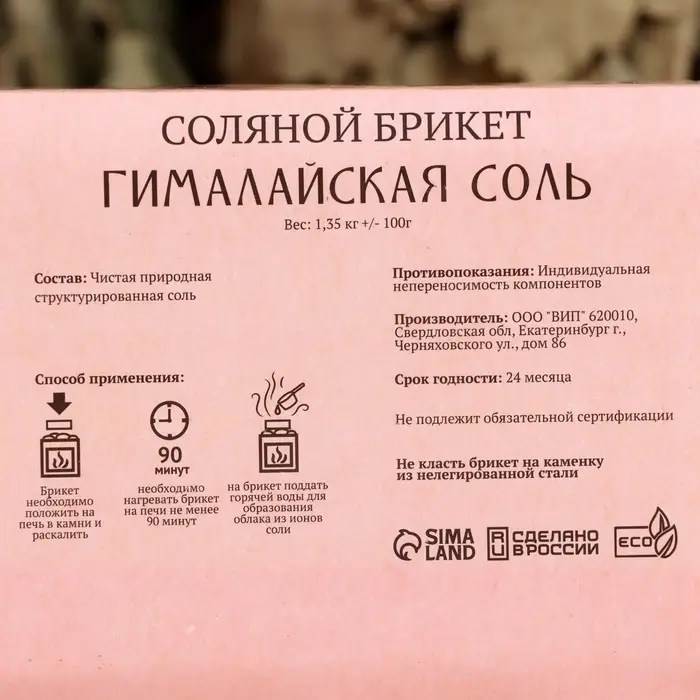 СОЛЯНОЙ БРИКЕТ
ГИМАЛАЙСКАЯ СОЛЬ
Вес: 1,35 кг +/- 100г
Состав: Чистая природная
структурированная соль
Способ применения:
Брикет
необходимо
положить на
печь в камни и
раскалить
90
минут
необходимо
нагревать брикет
на печи не менее
90 минут
на брикет поддать
горячей воды для
образования
облака из ионов
соли
Противопоказания: Индивидуальная
непереносимость компонентов
Производитель: ООО "ВИП" 620010,
Свердловская обл, Екатеринбург г.,
Черняховского ул., дом 86
Срок годности: 24 месяца
Не подлежит обязательной сертификации
Не класть брикет на каменку
из нелегированной стали
SIMA
LAND
RU
СДЕЛАНО
В РОССИИ
ECO